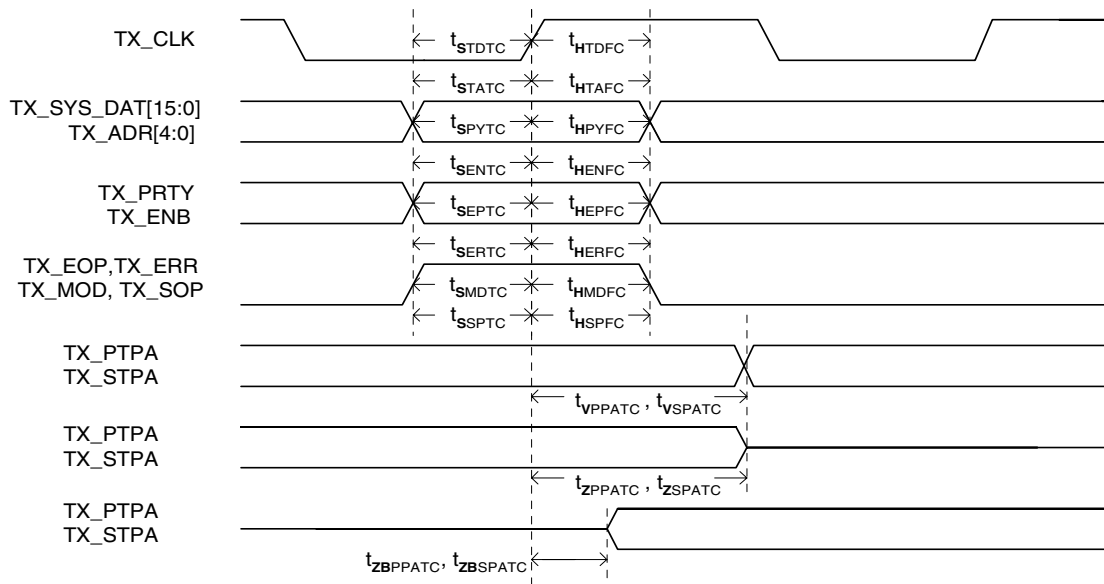 TX_CLK
tSTDTC tHTDFC
tSTATC tHTAFC
TX_SYS_DAT[15:0]
TX_ADR[4:0]
tSPYTC tHPYFC
tSENTC tHENFC
TX_PRTY
TX_ENB
tSEPTC tHEPFC
tSERTC tHERFC
TX_EOP,TX_ERR
TX_MOD, TX_SOP
tSMDTC tHMDFC
tSSPTC tHSPFC
TX_PTPA
TX_STPA
tVPPATC , tVSPATC
TX_PTPA
TX_STPA
tZPPATC , tZSPATC
TX_PTPA
TX_STPA
tZBPPATC, tZBSPATC